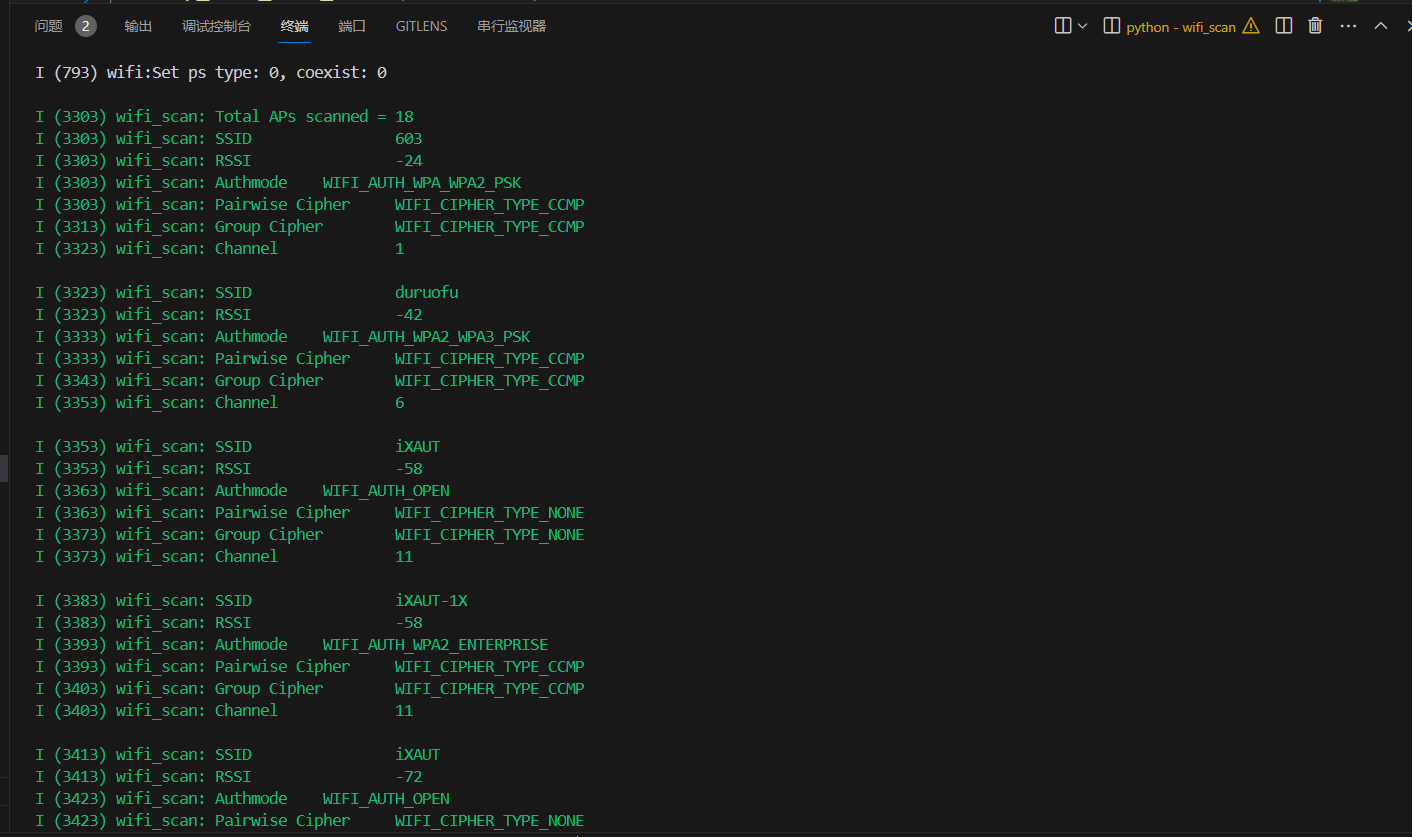 问题 2 输出 调试控制台 终端 端口 GITLENS 串行监视器 python - wifi_scan
I (793) wifi:Set ps type: 0, coexist: 0
I (3303) wifi_scan: Total APs scanned = 18
I (3303) wifi_scan: SSID 603
I (3303) wifi_scan: RSSI -24
I (3303) wifi_scan: Authmode WIFI_AUTH_WPA_WPA2_PSK
I (3303) wifi_scan: Pairwise Cipher WIFI_CIPHER_TYPE_CCMP
I (3313) wifi_scan: Group Cipher WIFI_CIPHER_TYPE_CCMP
I (3323) wifi_scan: Channel 1
I (3323) wifi_scan: SSID duruofu
I (3323) wifi_scan: RSSI -42
I (3333) wifi_scan: Authmode WIFI_AUTH_WPA2_WPA3_PSK
I (3333) wifi_scan: Pairwise Cipher WIFI_CIPHER_TYPE_CCMP
I (3343) wifi_scan: Group Cipher WIFI_CIPHER_TYPE_CCMP
I (3353) wifi_scan: Channel 6
I (3353) wifi_scan: SSID iXAUT
I (3353) wifi_scan: RSSI -58
I (3363) wifi_scan: Authmode WIFI_AUTH_OPEN
I (3363) wifi_scan: Pairwise Cipher WIFI_CIPHER_TYPE_NONE
I (3373) wifi_scan: Group Cipher WIFI_CIPHER_TYPE_NONE
I (3373) wifi_scan: Channel 11
I (3383) wifi_scan: SSID iXAUT-1X
I (3383) wifi_scan: RSSI -58
I (3393) wifi_scan: Authmode WIFI_AUTH_WPA2_ENTERPRISE
I (3393) wifi_scan: Pairwise Cipher WIFI_CIPHER_TYPE_CCMP
I (3403) wifi_scan: Group Cipher WIFI_CIPHER_TYPE_CCMP
I (3403) wifi_scan: Channel 11
I (3413) wifi_scan: SSID iXAUT
I (3413) wifi_scan: RSSI -72
I (3423) wifi_scan: Authmode WIFI_AUTH_OPEN
I (3423) wifi_scan: Pairwise Cipher WIFI_CIPHER_TYPE_NONE